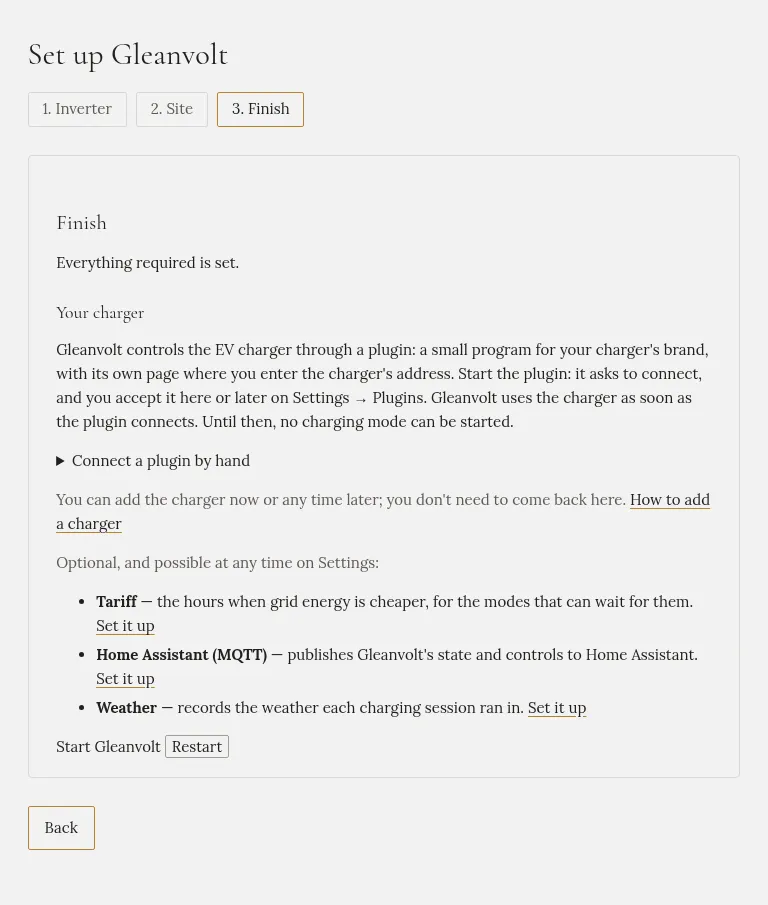 Set up Gleanvolt
1. Inverter
2. Site
3. Finish
Finish
Everything required is set.
Your charger
Gleanvolt controls the EV charger through a plugin: a small program for your charger's brand,
with its own page where you enter the charger's address. Start the plugin: it asks to connect,
and you accept it here or later on Settings → Plugins. Gleanvolt uses the charger as soon as
the plugin connects. Until then, no charging mode can be started.
▶ Connect a plugin by hand
You can add the charger now or any time later; you don't need to come back here. How to add
a charger
Optional, and possible at any time on Settings:
• Tariff — the hours when grid energy is cheaper, for the modes that can wait for them.
Set it up
• Home Assistant (MQTT) — publishes Gleanvolt's state and controls to Home Assistant.
Set it up
• Weather — records the weather each charging session ran in. Set it up
Start Gleanvolt Restart
Back